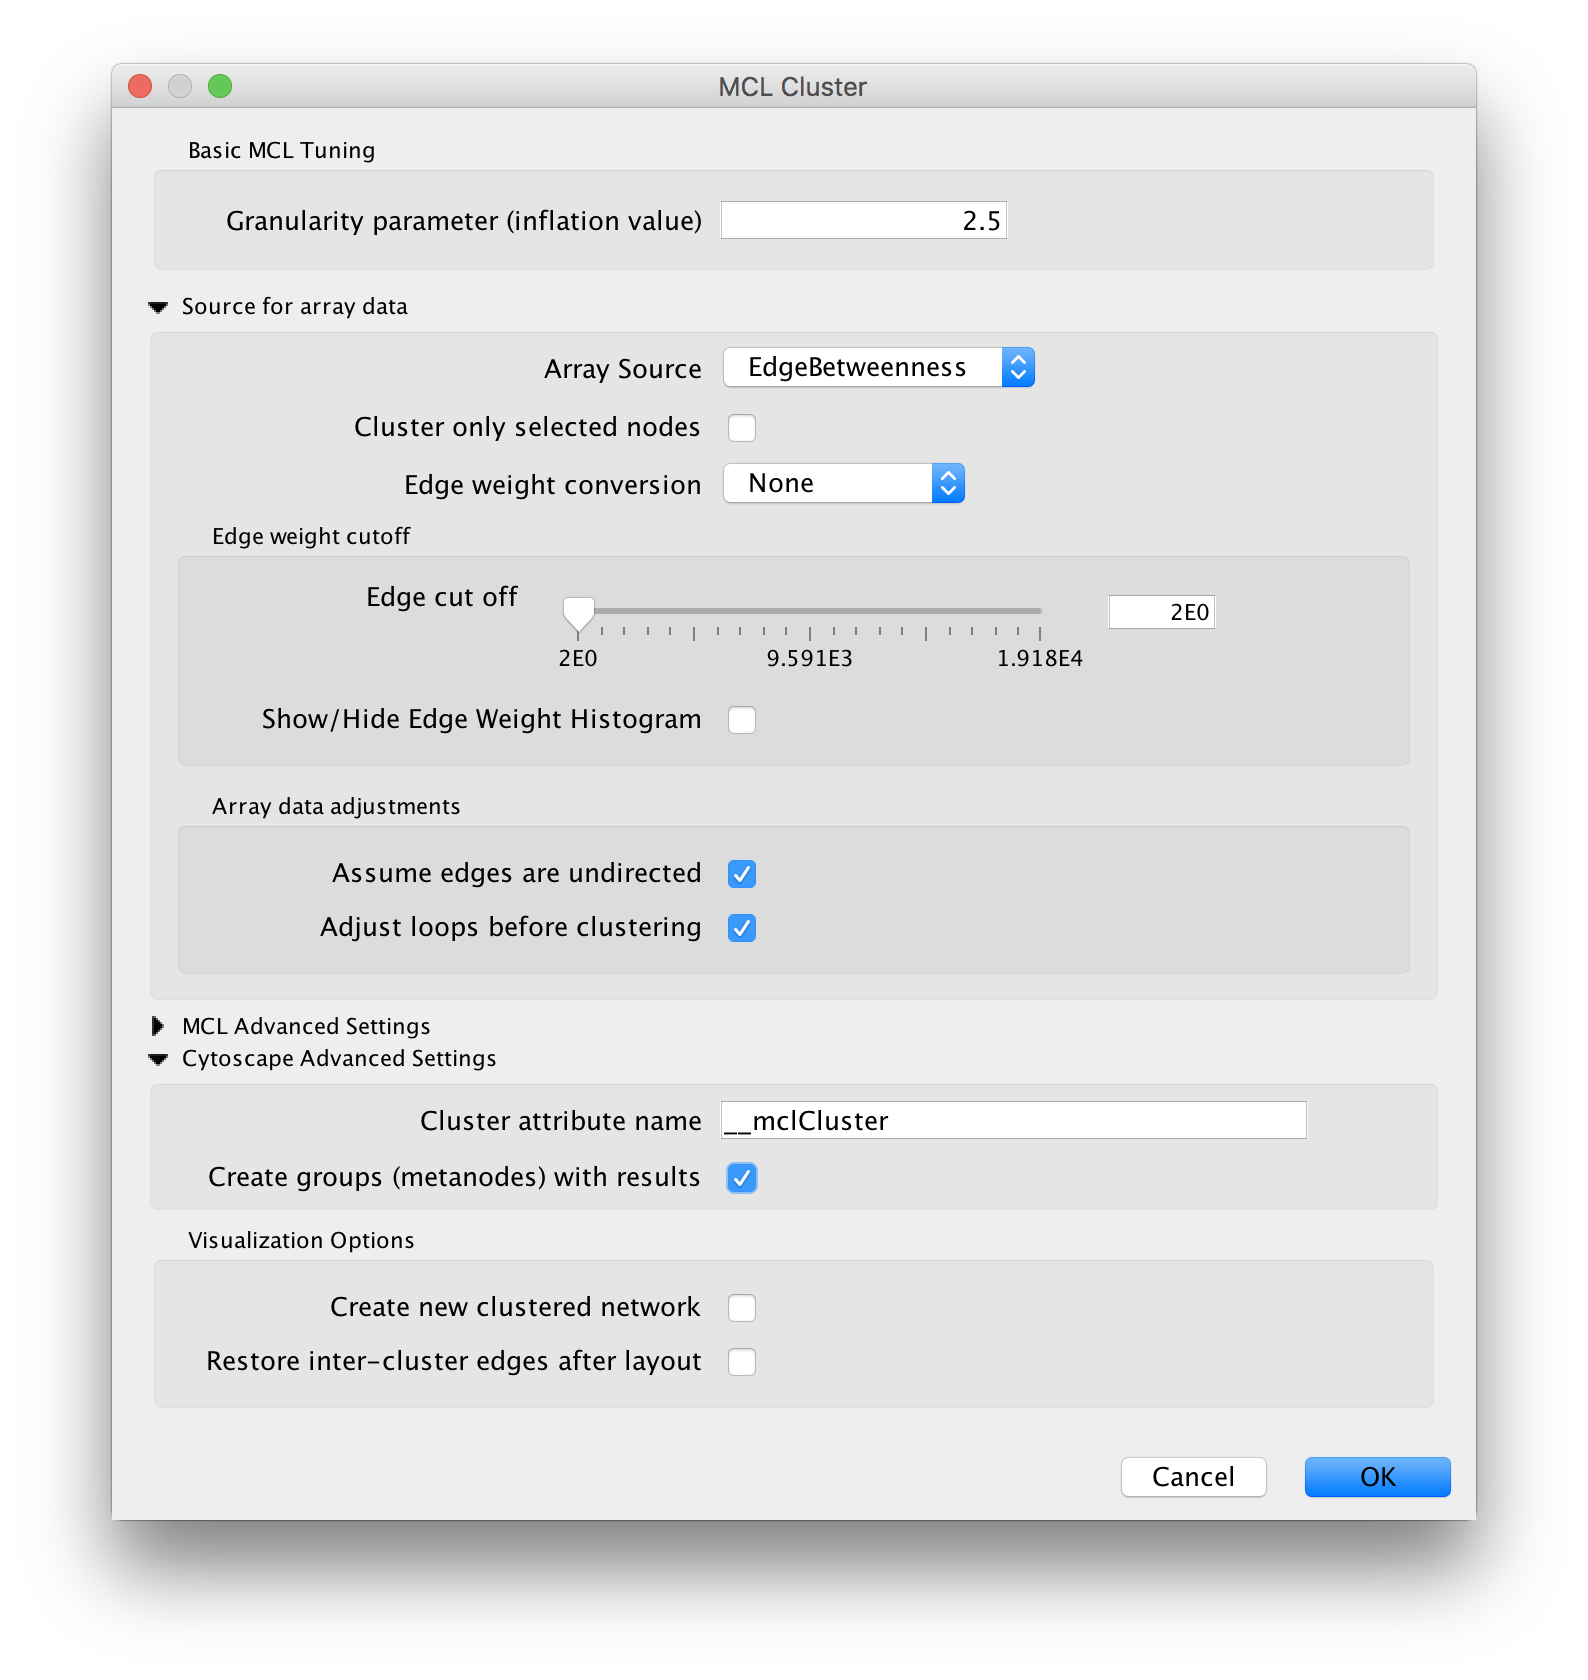 MCL Cluster
Basic MCL Tuning
Granularity parameter (inflation value) 2.5
Source for array data
Array Source EdgeBetweenness
Cluster only selected nodes
Edge weight conversion None
Edge weight cutoff
Edge cut off 2E0
2E0 9.591E3 1.918E4
Show/Hide Edge Weight Histogram
Array data adjustments
Assume edges are undirected
Adjust loops before clustering
MCL Advanced Settings
Cytoscape Advanced Settings
Cluster attribute name __mclCluster
Create groups (metanodes) with results
Visualization Options
Create new clustered network
Restore inter-cluster edges after layout
Cancel OK